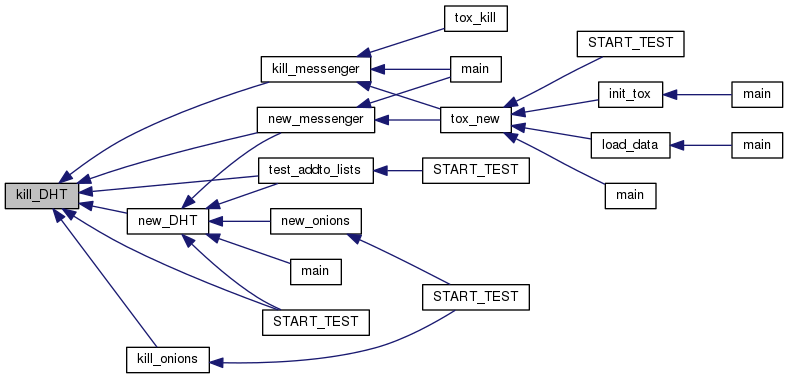 tox_kill
START_TEST
kill_messenger
main
init_tox
main
new_messenger
tox_new
load_data
main
test_addto_lists
START_TEST
main
kill_DHT
new_DHT
new_onions
main
START_TEST
START_TEST
kill_onions